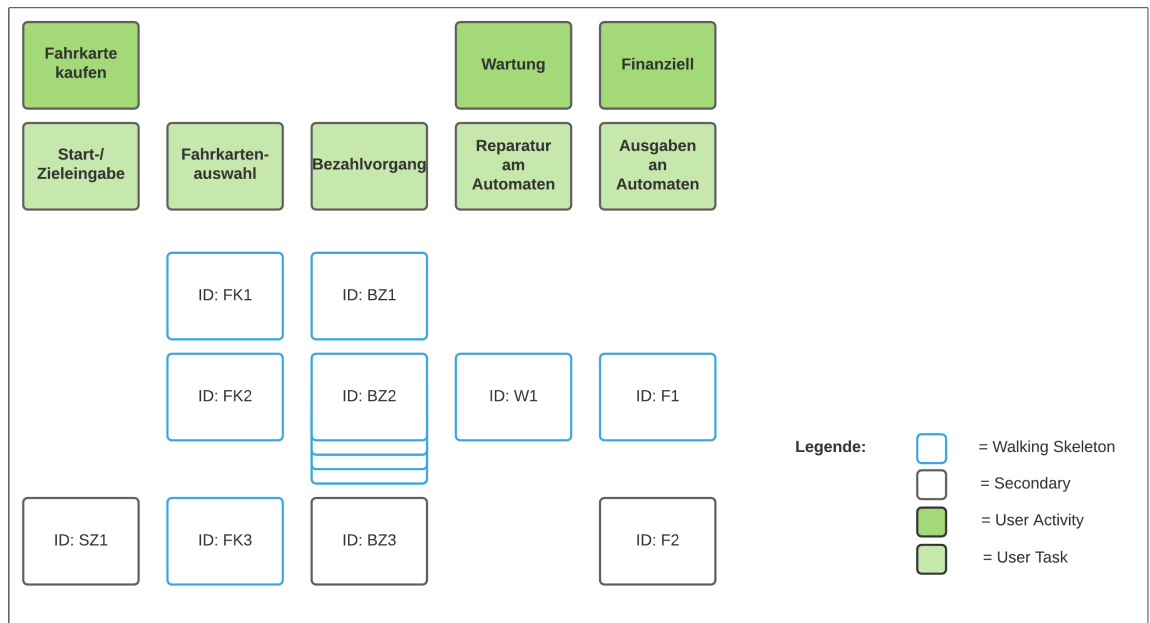 Fahrkarte
kaufen
Wartung
Finanziell
Start-/
Zieleingabe
Fahrkarten-
auswahl
Bezahlvorgang
Reparatur
am
Automaten
Ausgaben
an
Automaten
ID: FK1
ID: BZ1
ID: FK2
ID: BZ2
ID: W1
ID: F1
Legende:
= Walking Skeleton
= Secondary
= User Activity
= User Task
ID: SZ1
ID: FK3
ID: BZ3
ID: F2